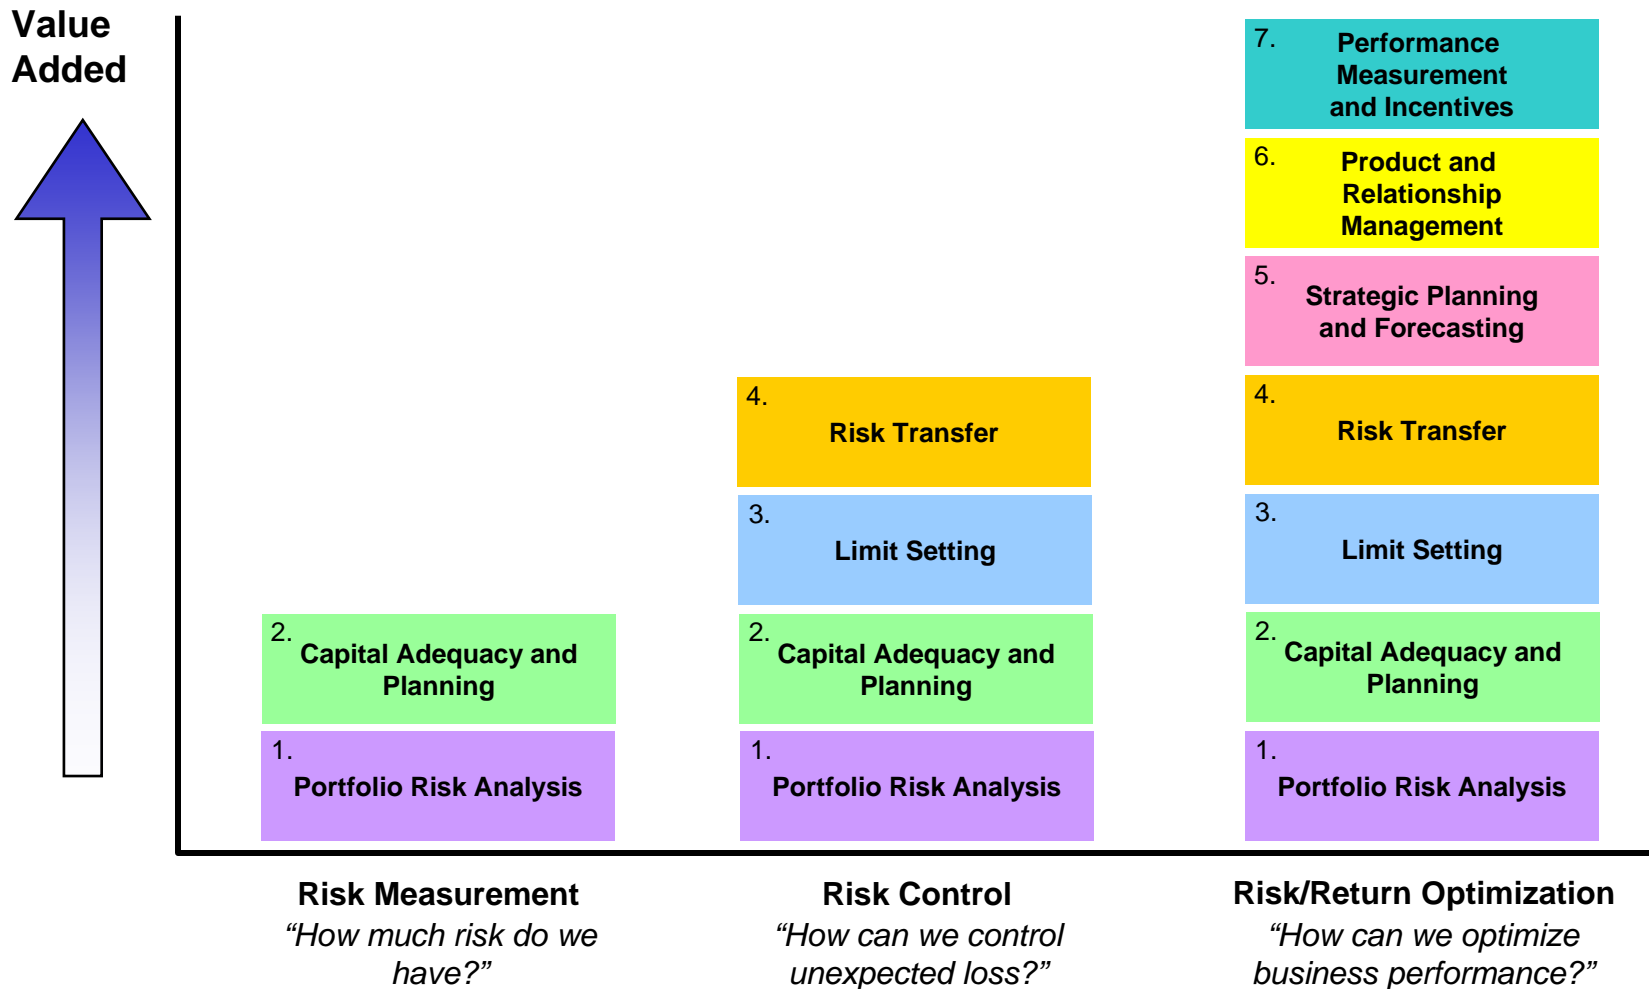 Value
Added
2.
Capital Adequacy and
Planning
1.
Portfolio Risk Analysis
Risk Measurement
“How much risk do we
have?”
4.
Risk Transfer
3.
Limit Setting
2.
Capital Adequacy and
Planning
1.
Portfolio Risk Analysis
Risk Control
“How can we control
unexpected loss?”
7.
Performance
Measurement
and Incentives
6.
Product and
Relationship
Management
5.
Strategic Planning
and Forecasting
4.
Risk Transfer
3.
Limit Setting
2.
Capital Adequacy and
Planning
1.
Portfolio Risk Analysis
Risk/Return Optimization
“How can we optimize
business performance?”